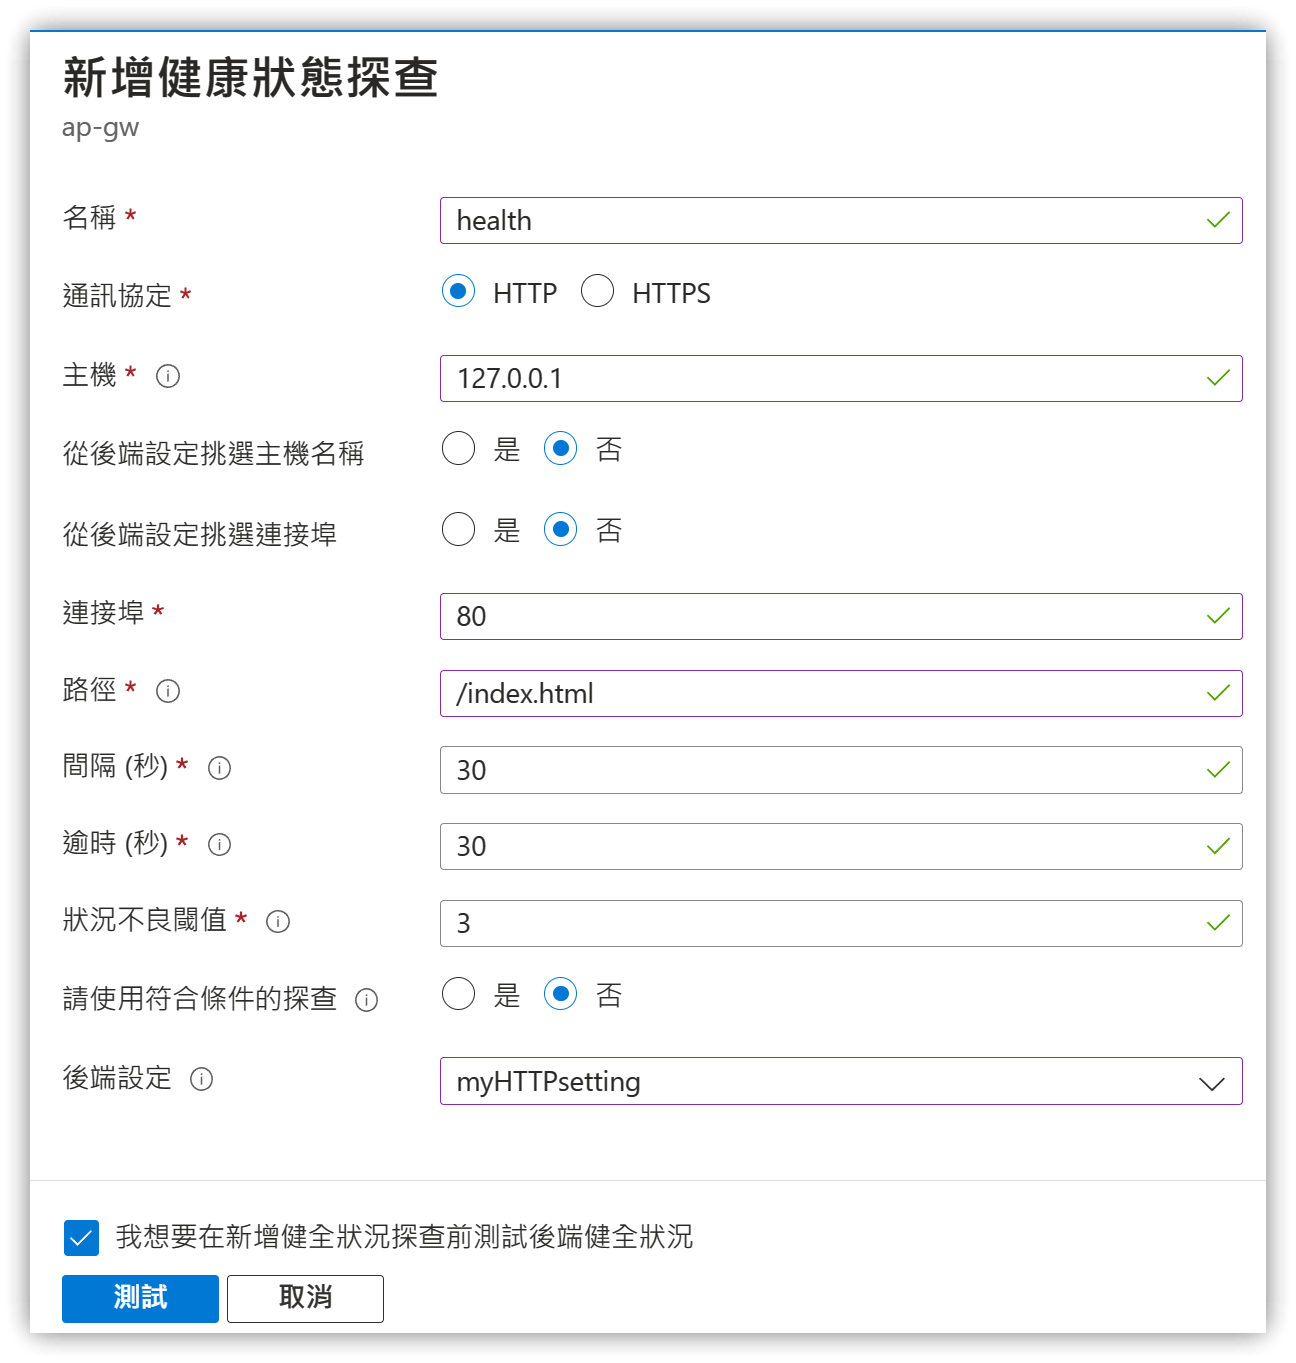 新增健康狀態探查
ap-gw
名稱 * health
通訊協定 * HTTP HTTPS
主機 * 127.0.0.1
從後端設定挑選主機名稱 是 否
從後端設定挑選連接埠 是 否
連接埠 * 80
路徑 * /index.html
間隔 (秒) * 30
逾時 (秒) * 30
狀況不良閾值 * 3
請使用符合條件的探查 是 否
後端設定 myHTTPsetting
我想要在新增健全狀況探查前測試後端健全狀況
測試 取消